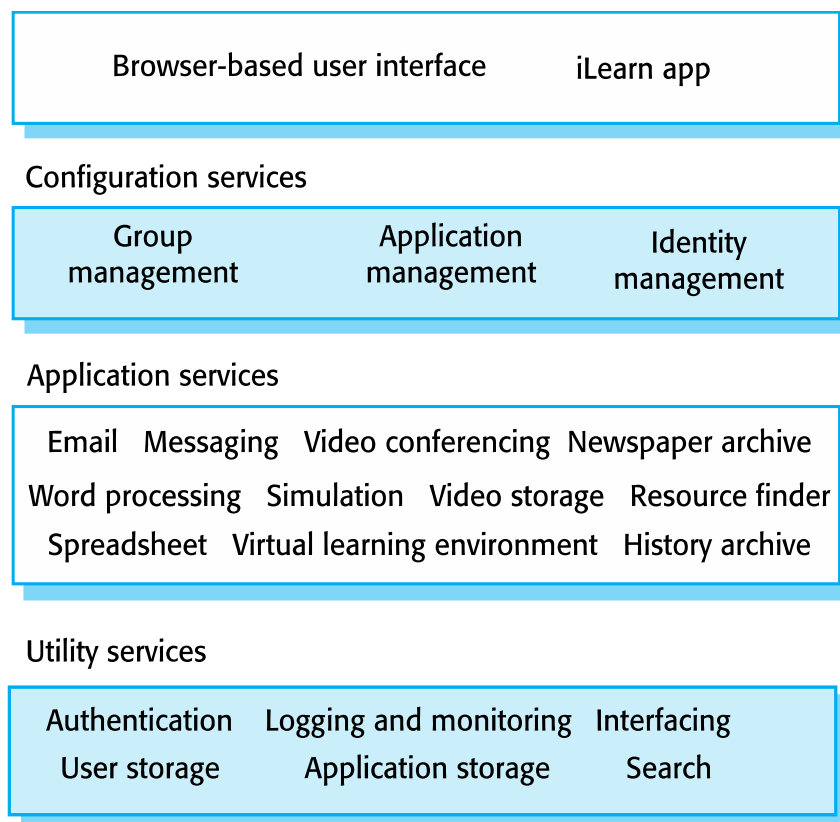 Browser-based user interface iLearn app
Configuration services
Group management
Application management
Identity management
Application services
Email Messaging Video conferencing Newspaper archive
Word processing Simulation Video storage Resource finder
Spreadsheet Virtual learning environment History archive
Utility services
Authentication Logging and monitoring Interfacing
User storage Application storage Search